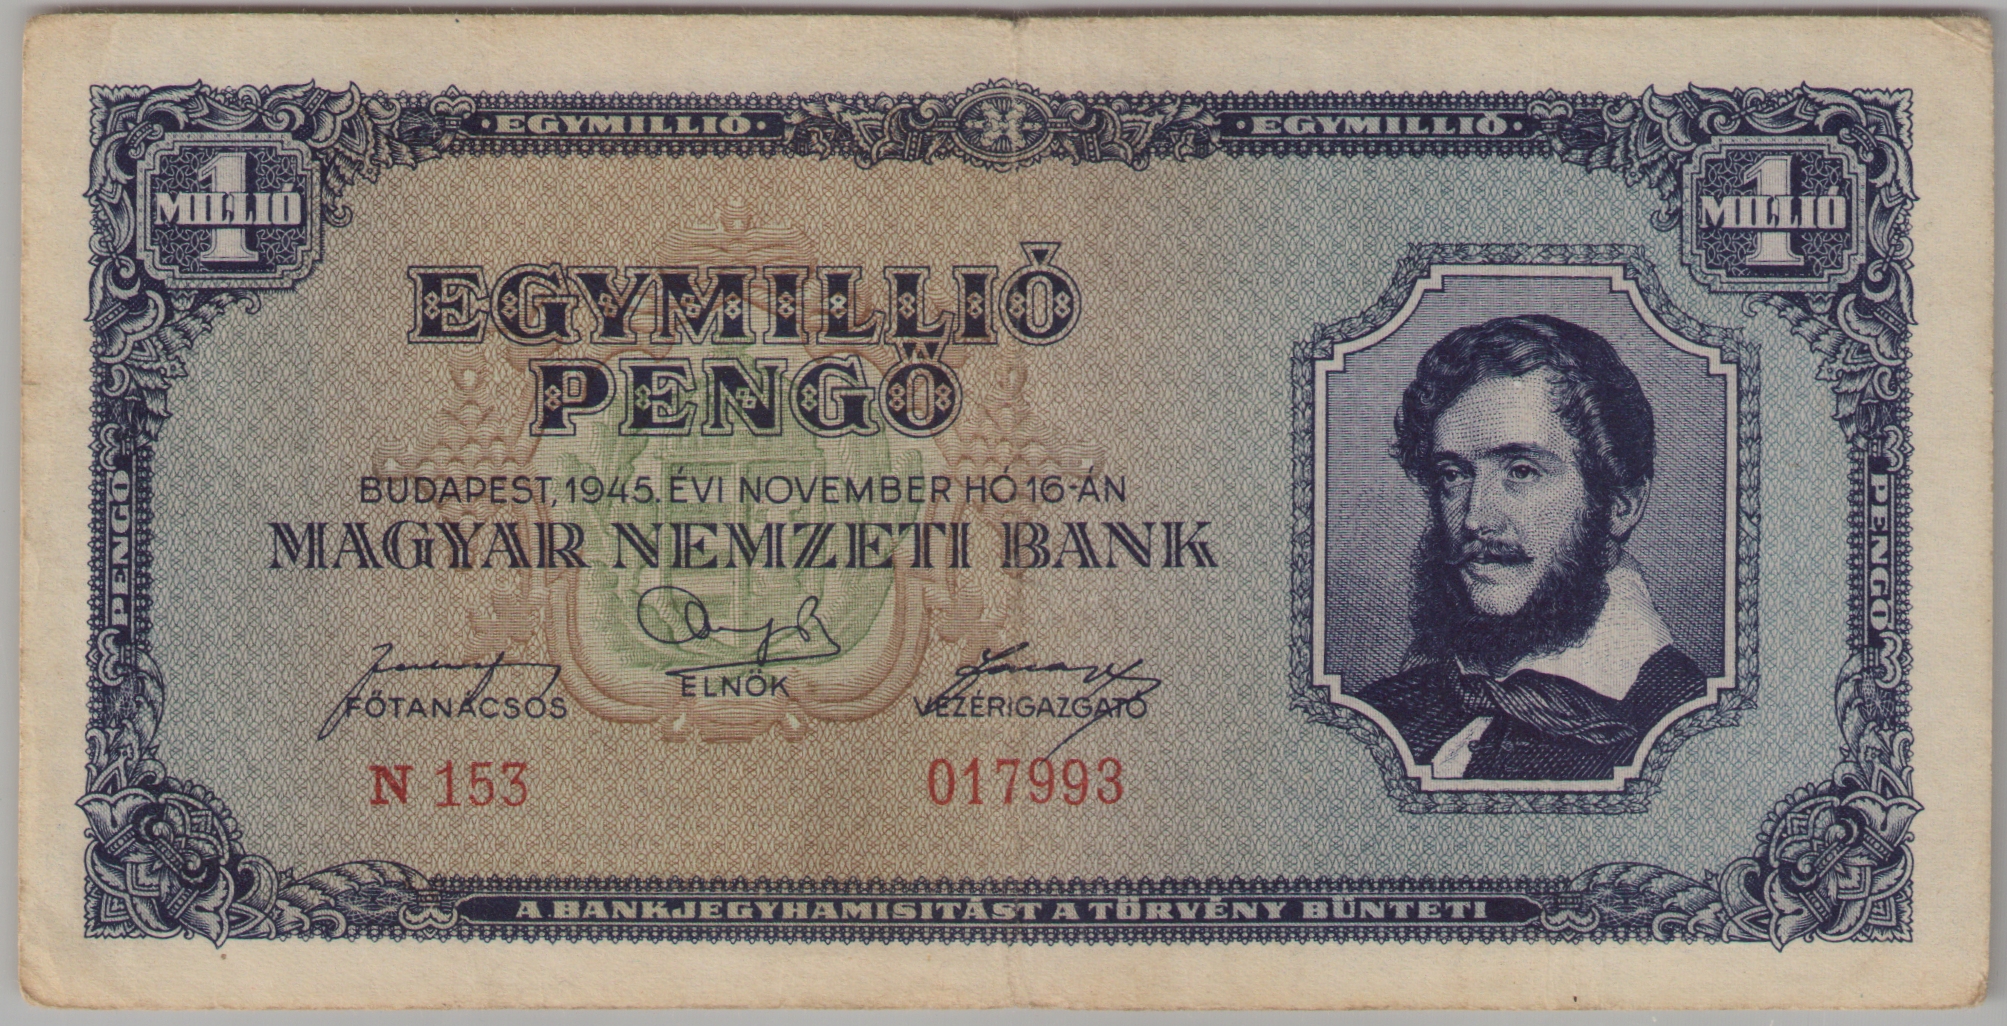 · EGYMILLIÓ ·
· EGYMILLIÓ ·
1
MILLIÓ
1
MILLIÓ
EGYMILLIÓ
PENGŐ
BUDAPEST, 1945. ÉVI NOVEMBER HÓ 16-ÁN
MAGYAR NEMZETI BANK
FŐTANÁCSOS
ELNÖK
VEZÉRIGAZGATÓ
N 153
017993
PENGŐ
PENGŐ
A BANKJEGYHAMISITÁST A TÖRVÉNY BÜNTETI